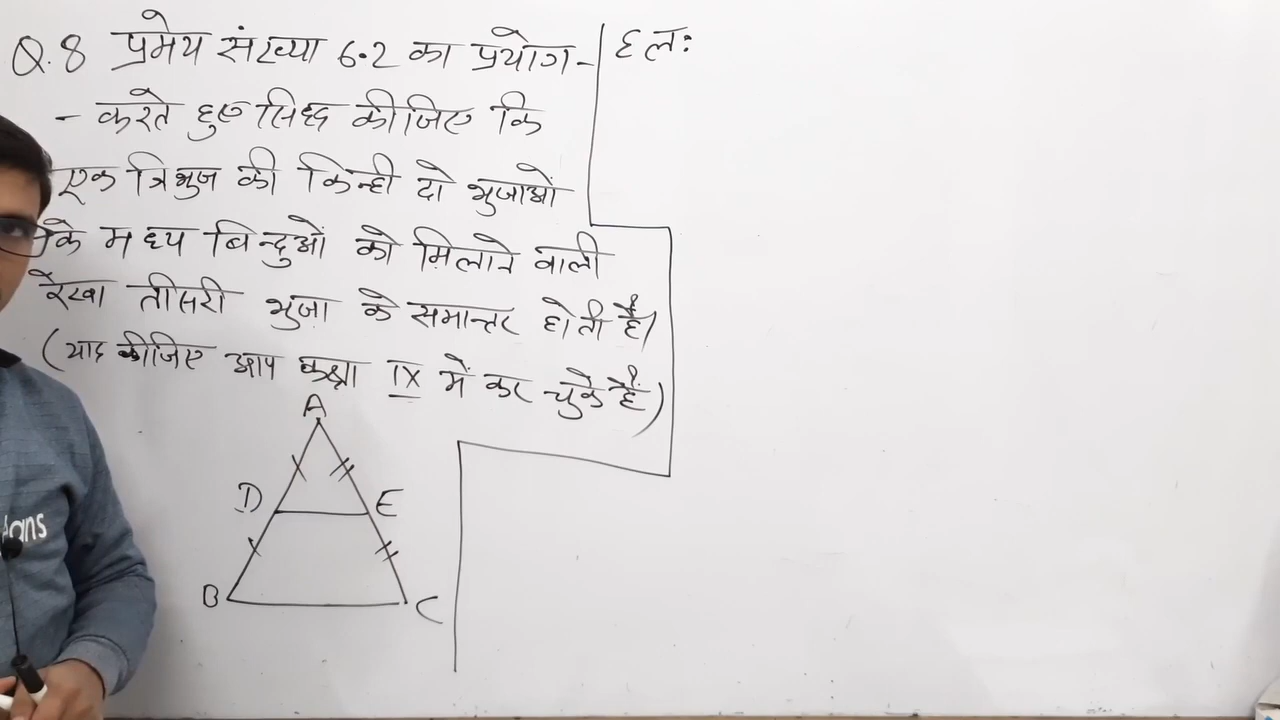 Q.8 प्रमेय संख्या 6.2 का प्रयोग-
- करते हुए सिद्ध कीजिए कि
एक त्रिभुज की किन्ही दो भुजाओं
के मध्य बिन्दुओं को मिलाने वाली
रेखा तीसरी भुजा के समान्तर होती है।
(याद कीजिए आप कक्षा IX में कर चुके हैं)
हल:
A
D E
B C